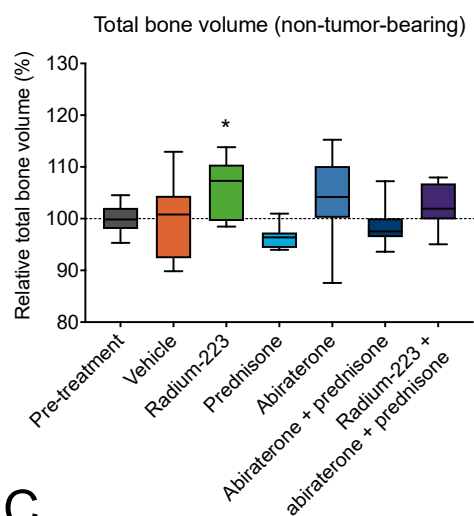 Total bone volume (non-tumor-bearing)
Relative total bone volume (%)
130
120
110
100
90
80
*
Pre-treatment
Vehicle
Radium-223
Prednisone
Abiraterone
Abiraterone + prednisone
Radium-223 +
abiraterone + prednisone
C